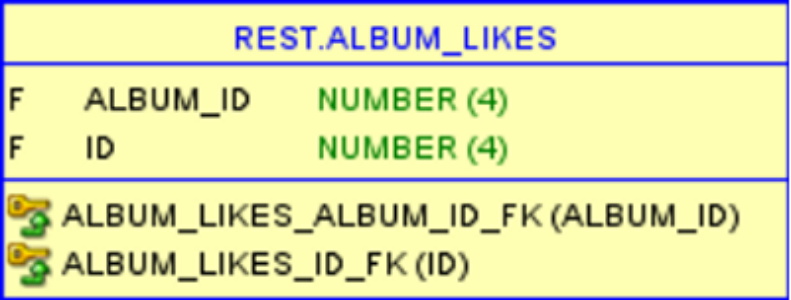 REST.ALBUM_LIKES
F ALBUM_ID NUMBER (4)
F ID NUMBER (4)
ALBUM_LIKES_ALBUM_ID_FK (ALBUM_ID)
ALBUM_LIKES_ID_FK (ID)